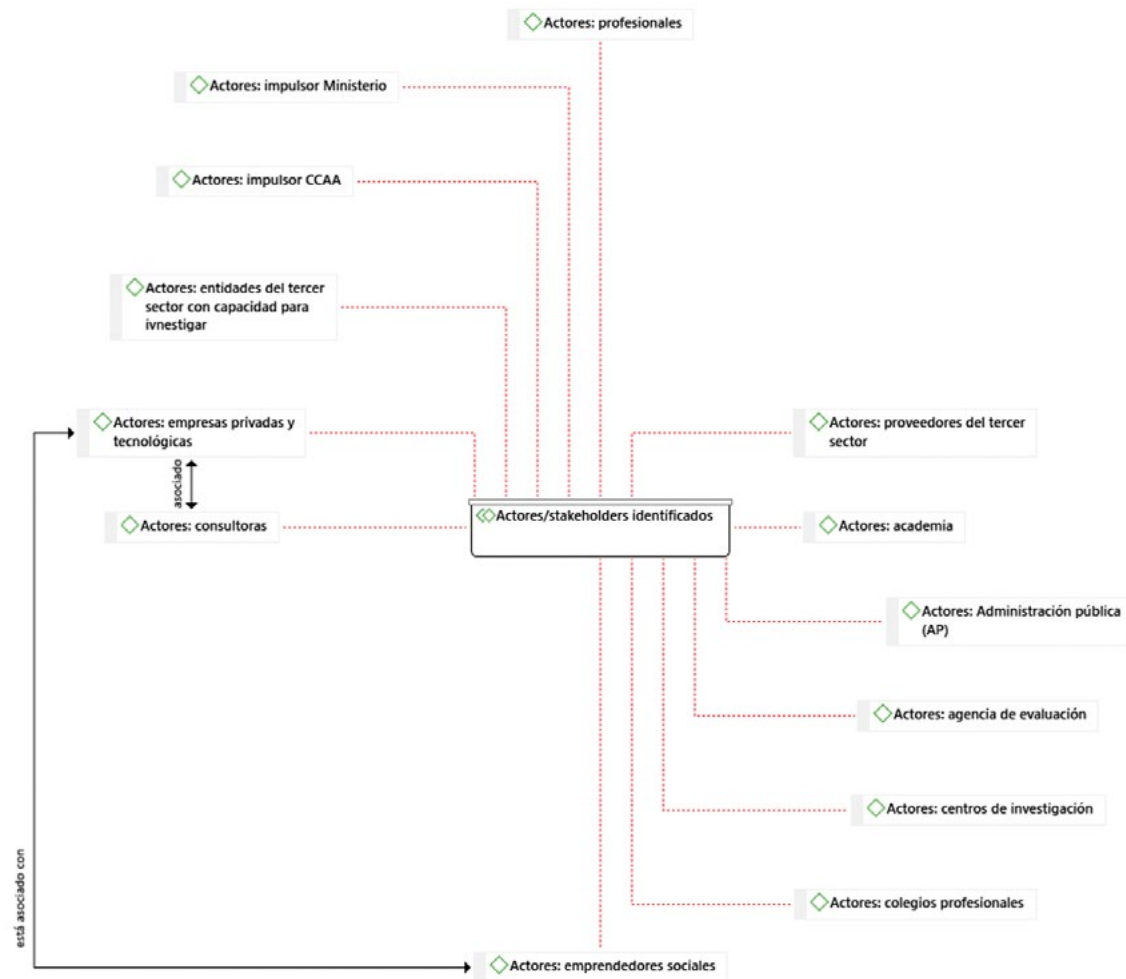 Actores: profesionales
Actores: impulsor Ministerio
Actores: impulsor CCAA
Actores: entidades del tercer
sector con capacidad para
ivnestigar
Actores: empresas privadas y
tecnológicas
Actores: proveedores del tercer
sector
asociado
Actores/stakeholders identificados
Actores: consultoras
Actores: academia
Actores: Administración pública
(AP)
Actores: agencia de evaluación
Actores: centros de investigación
Actores: colegios profesionales
está asociado con
Actores: emprendedores sociales